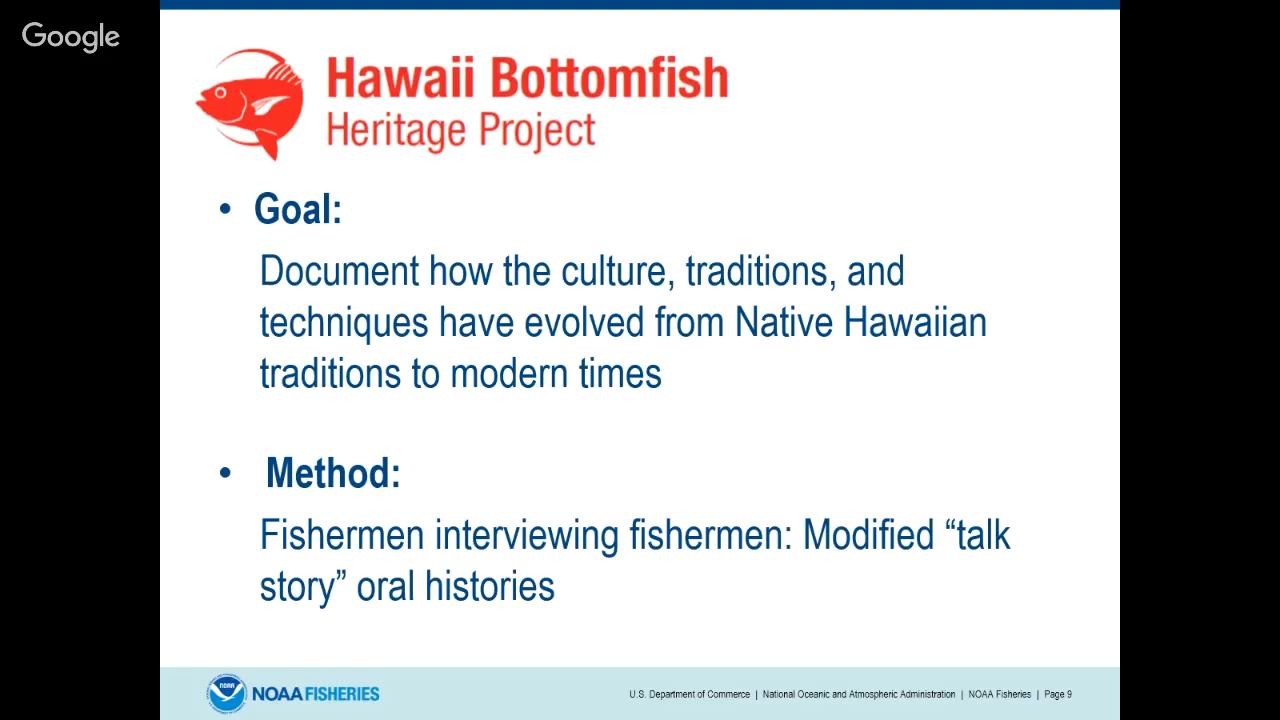 Google
Hawaii Bottomfish
Heritage Project
• Goal:
Document how the culture, traditions, and
techniques have evolved from Native Hawaiian
traditions to modern times
• Method:
Fishermen interviewing fishermen: Modified “talk
story” oral histories
NOAA
NOAA FISHERIES
U.S. Department of Commerce | National Oceanic and Atmospheric Administration | NOAA Fisheries | Page 9